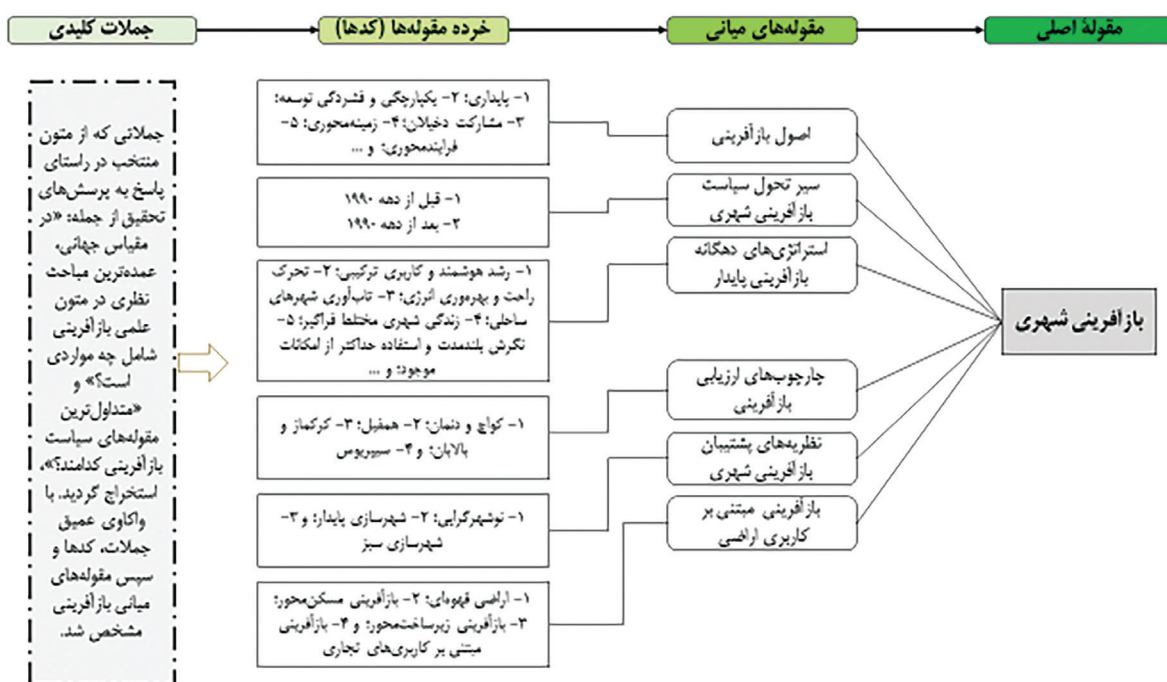 مقولهٔ اصلی
مقوله‌های میانی
خرده مقوله‌ها (کدها)
جملات کلیدی
بازآفرینی شهری
اصول بازآفرینی
سیر تحول سیاست
بازآفرینی شهری
استراتژی‌های دهگانه
بازآفرینی پایدار
چارچوب‌های ارزیابی
بازآفرینی
نظریه‌های پشتیبان
بازآفرینی شهری
بازآفرینی مبتنی بر
کاربری اراضی
۱- پایداری؛ ۲- یکپارچگی و فشردگی توسعه؛
۳- مشارکت دخیلان؛ ۴- زمینه‌محوری؛ ۵-
فرایندمحوری؛ و ...
۱- قبل از دهه ۱۹۹۰
۲- بعد از دهه ۱۹۹۰
۱- رشد هوشمند و کاربری ترکیبی؛ ۲- تحرک
راحت و بهره‌وری انرژی؛ ۳- تاب‌آوری شهرهای
ساحلی؛ ۴- زندگی شهری مختلط فراگیر؛ ۵-
نگرش بلندمدت و استفاده حداکثر از امکانات
موجود؛ و ...
۱- کواچ و دنمان؛ ۲- همفیل؛ ۳- کرکماز و
بالابان؛ و ۴- سیپریوس
۱- نوشهرگرایی؛ ۲- شهرسازی پایدار؛ و ۳-
شهرسازی سبز
۱- اراضی قهوه‌ای؛ ۲- بازآفرینی مسکن‌محور؛
۳- بازآفرینی زیرساخت‌محور؛ و ۴- بازآفرینی
مبتنی بر کاربری‌های تجاری
جملاتی که از متون
منتخب در راستای
پاسخ به پرسش‌های
تحقیق از جمله: «در
مقیاس جهانی،
عمده‌ترین مباحث
نظری در متون
علمی بازآفرینی
شامل چه مواردی
است؟» و
«متداول‌ترین
مقوله‌های سیاست
بازآفرینی کدامند؟»،
استخراج گردید. با
واکاوی عمیق
جملات، کدها و
سپس مقوله‌های
میانی بازآفرینی
مشخص شد.